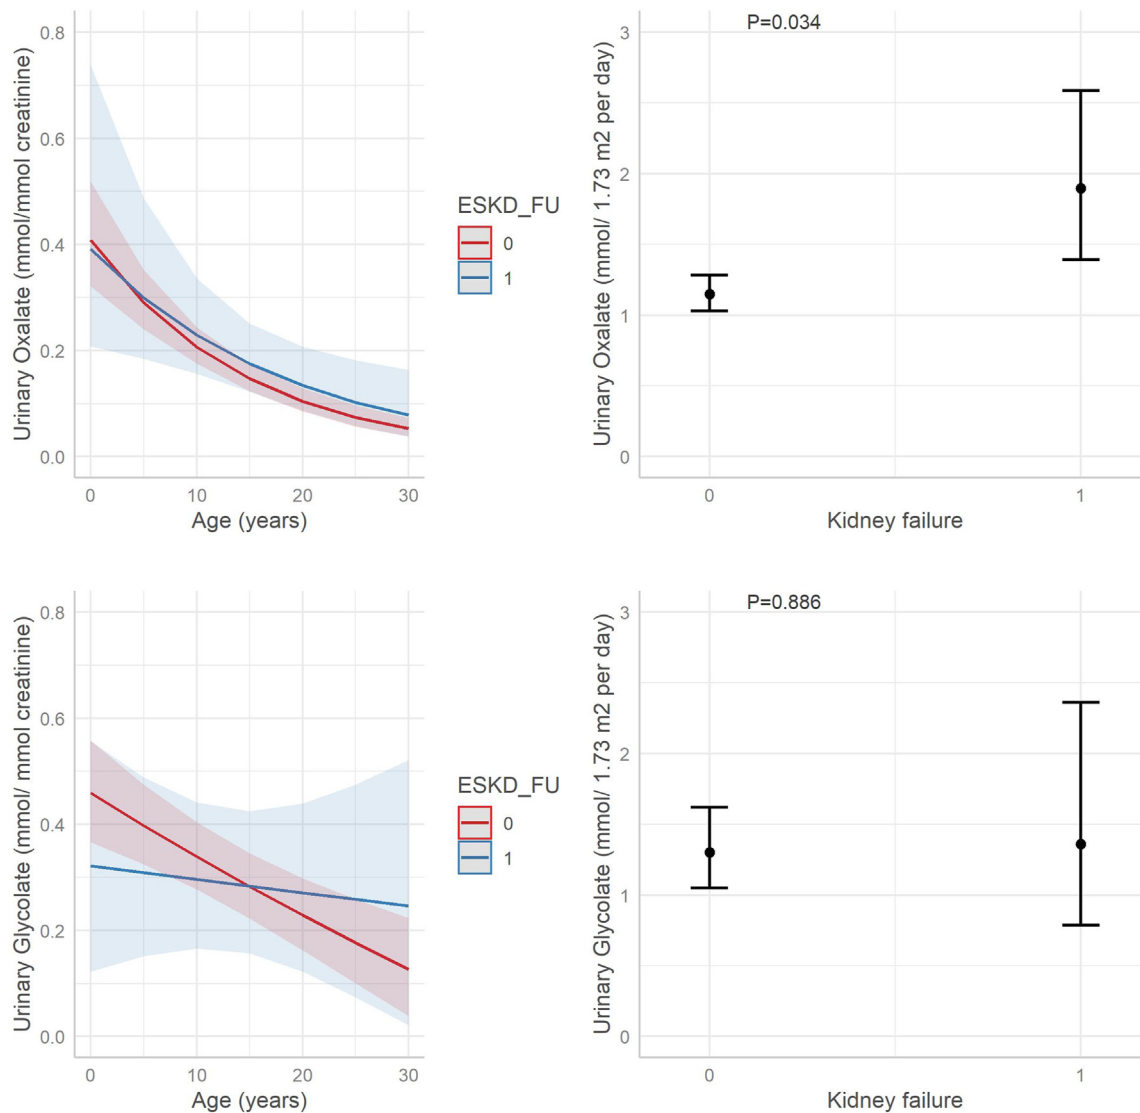 Urinary Oxalate (mmol/mmol creatinine)
0.8
0.6
0.4
0.2
0.0
0 10 20 30
Age (years)
ESKD_FU
0
1
P=0.034
Urinary Oxalate (mmol/ 1.73 m2 per day)
3
2
1
0
0 1
Kidney failure
Urinary Glycolate (mmol/ mmol creatinine)
0.8
0.6
0.4
0.2
0.0
0 10 20 30
Age (years)
ESKD_FU
0
1
P=0.886
Urinary Glycolate (mmol/ 1.73 m2 per day)
3
2
1
0
0 1
Kidney failure